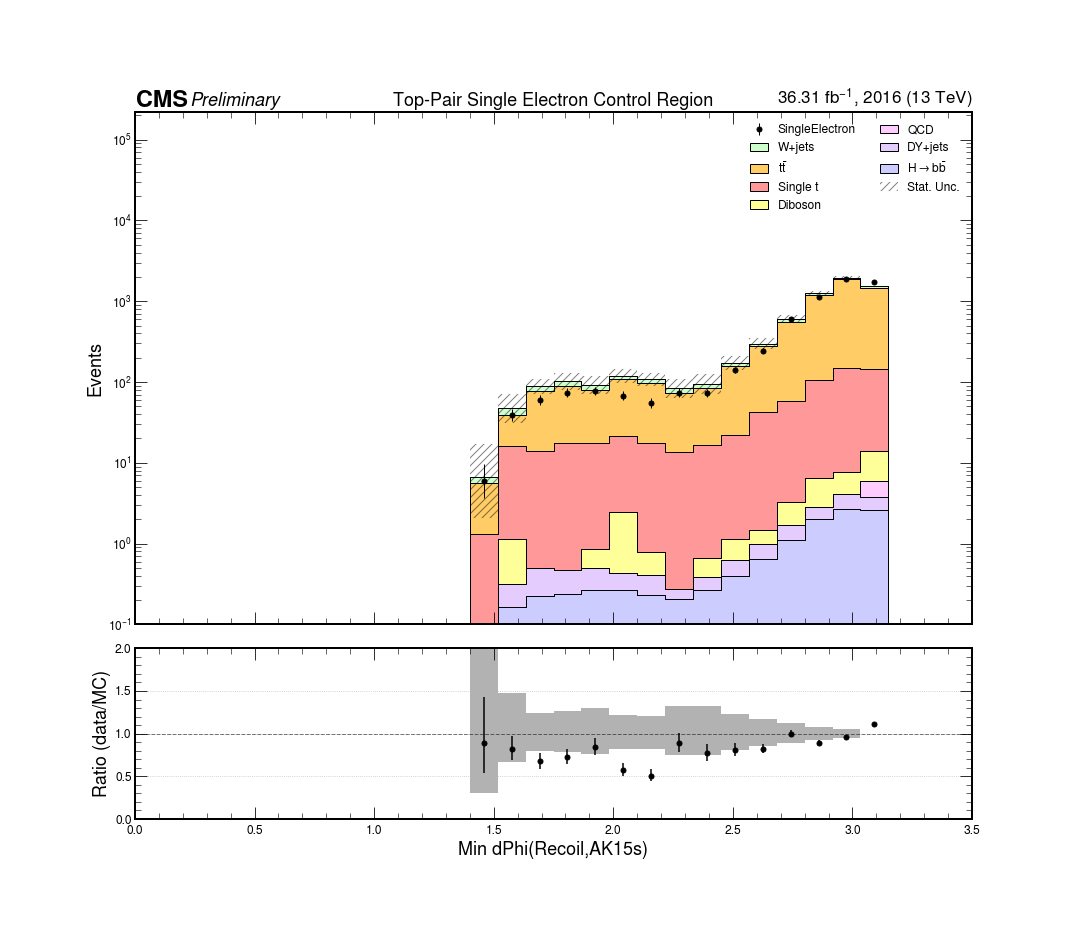 CMS Preliminary Top-Pair Single Electron Control Region 36.31 fb⁻¹, 2016 (13 TeV)
SingleElectron
W+jets
tt̄
Single t
Diboson
QCD
DY+jets
H→bb̄
Stat. Unc.
10⁵
10⁴
10³
10²
10¹
10⁰
10⁻¹
Events
2.0
1.5
1.0
0.5
0.0
Ratio (data/MC)
0.0 0.5 1.0 1.5 2.0 2.5 3.0 3.5
Min dPhi(Recoil,AK15s)